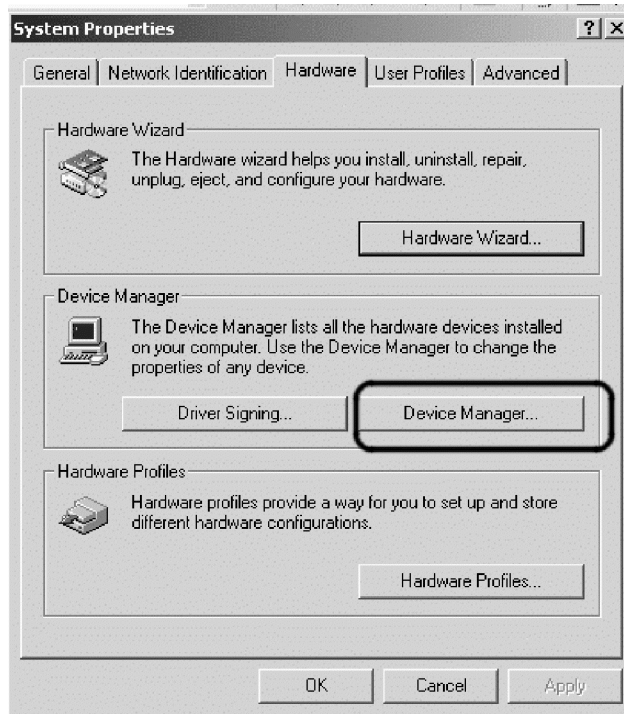 System Properties
?
General
Network Identification
Hardware
User Profiles
Advanced
Hardware Wizard
The Hardware wizard helps you install, uninstall, repair,
unplug, eject, and configure your hardware.
Hardware Wizard...
Device Manager
The Device Manager lists all the hardware devices installed
on your computer. Use the Device Manager to change the
properties of any device.
Driver Signing...
Device Manager...
Hardware Profiles
Hardware profiles provide a way for you to set up and store
different hardware configurations.
Hardware Profiles...
OK
Cancel
Apply